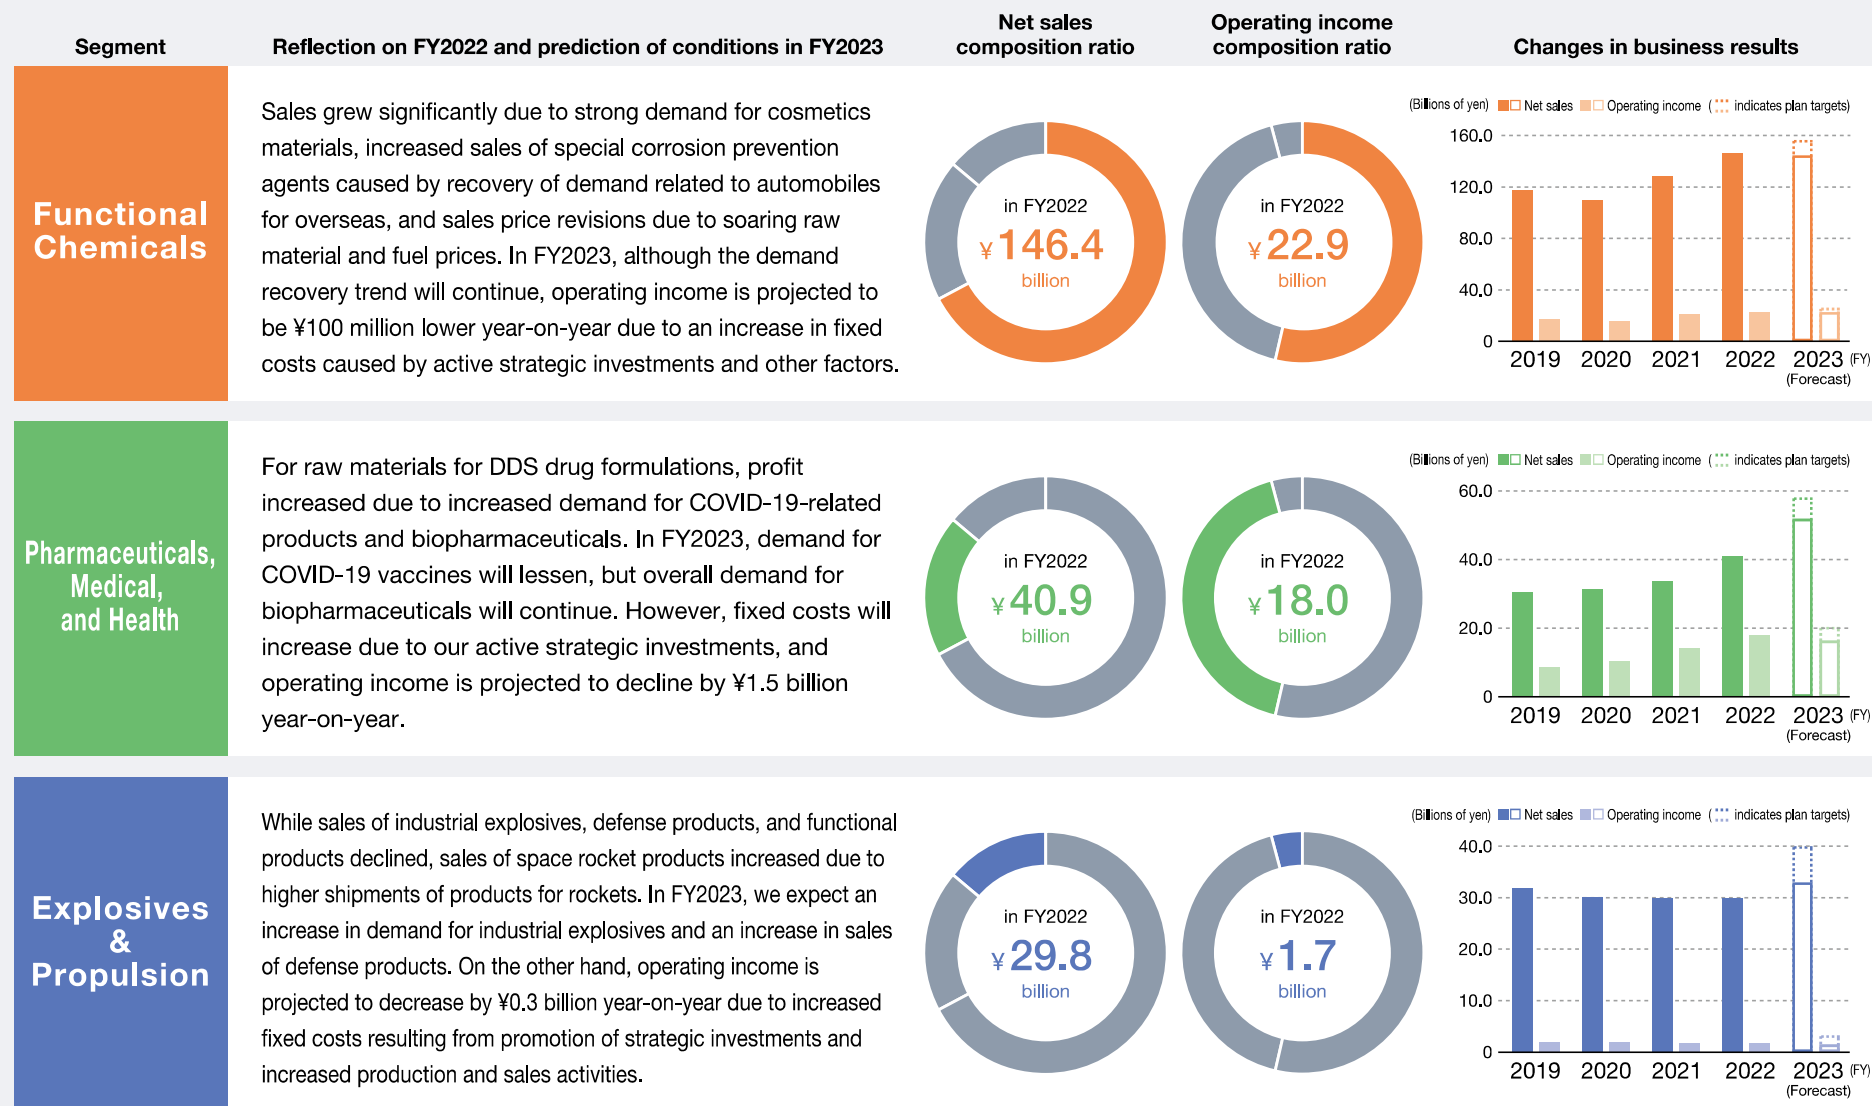 Segment
Reflection on FY2022 and prediction of conditions in FY2023
Net sales
composition ratio
Operating income
composition ratio
Changes in business results
Functional
Chemicals
Sales grew significantly due to strong demand for cosmetics
materials, increased sales of special corrosion prevention
agents caused by recovery of demand related to automobiles
for overseas, and sales price revisions due to soaring raw
material and fuel prices. In FY2023, although the demand
recovery trend will continue, operating income is projected to
be ¥100 million lower year-on-year due to an increase in fixed
costs caused by active strategic investments and other factors.
in FY2022
¥146.4
billion
in FY2022
¥22.9
billion
(Billions of yen) Net sales Operating income ( indicates plan targets)
160.0
120.0
80.0
40.0
0
2019 2020 2021 2022 2023 (FY)
(Forecast)
Pharmaceuticals,
Medical,
and Health
For raw materials for DDS drug formulations, profit
increased due to increased demand for COVID-19-related
products and biopharmaceuticals. In FY2023, demand for
COVID-19 vaccines will lessen, but overall demand for
biopharmaceuticals will continue. However, fixed costs will
increase due to our active strategic investments, and
operating income is projected to decline by ¥1.5 billion
year-on-year.
in FY2022
¥40.9
billion
in FY2022
¥18.0
billion
(Billions of yen) Net sales Operating income ( indicates plan targets)
60.0
40.0
20.0
0
2019 2020 2021 2022 2023 (FY)
(Forecast)
Explosives
&
Propulsion
While sales of industrial explosives, defense products, and functional
products declined, sales of space rocket products increased due to
higher shipments of products for rockets. In FY2023, we expect an
increase in demand for industrial explosives and an increase in sales
of defense products. On the other hand, operating income is
projected to decrease by ¥0.3 billion year-on-year due to increased
fixed costs resulting from promotion of strategic investments and
increased production and sales activities.
in FY2022
¥29.8
billion
in FY2022
¥1.7
billion
(Billions of yen) Net sales Operating income ( indicates plan targets)
40.0
30.0
20.0
10.0
0
2019 2020 2021 2022 2023 (FY)
(Forecast)